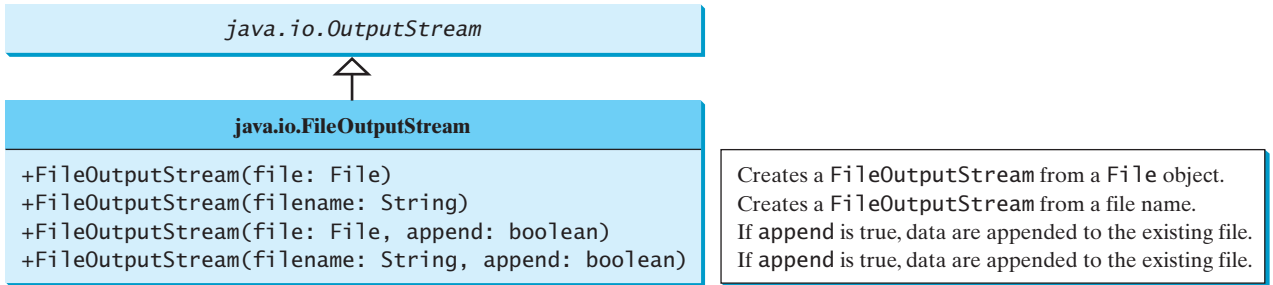 java.io.OutputStream
java.io.FileOutputStream
+FileOutputStream(file: File)
+FileOutputStream(filename: String)
+FileOutputStream(file: File, append: boolean)
+FileOutputStream(filename: String, append: boolean)
Creates a FileOutputStream from a File object.
Creates a FileOutputStream from a file name.
If append is true, data are appended to the existing file.
If append is true, data are appended to the existing file.